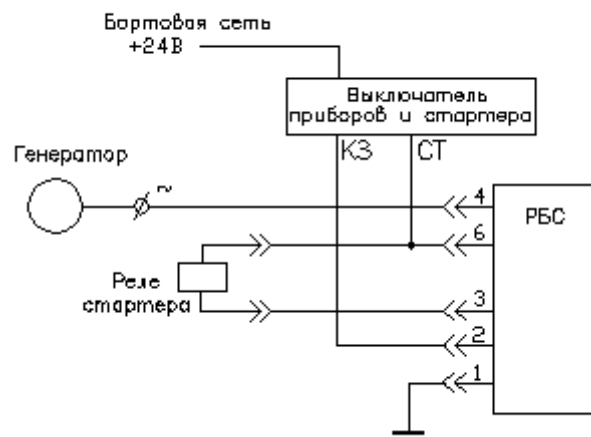 Бортовая сеть
+24В
Выключатель
приборов и стартера
КЗ
СТ
Генератор
~
4
РБС
6
Реле
стартера
3
2
1